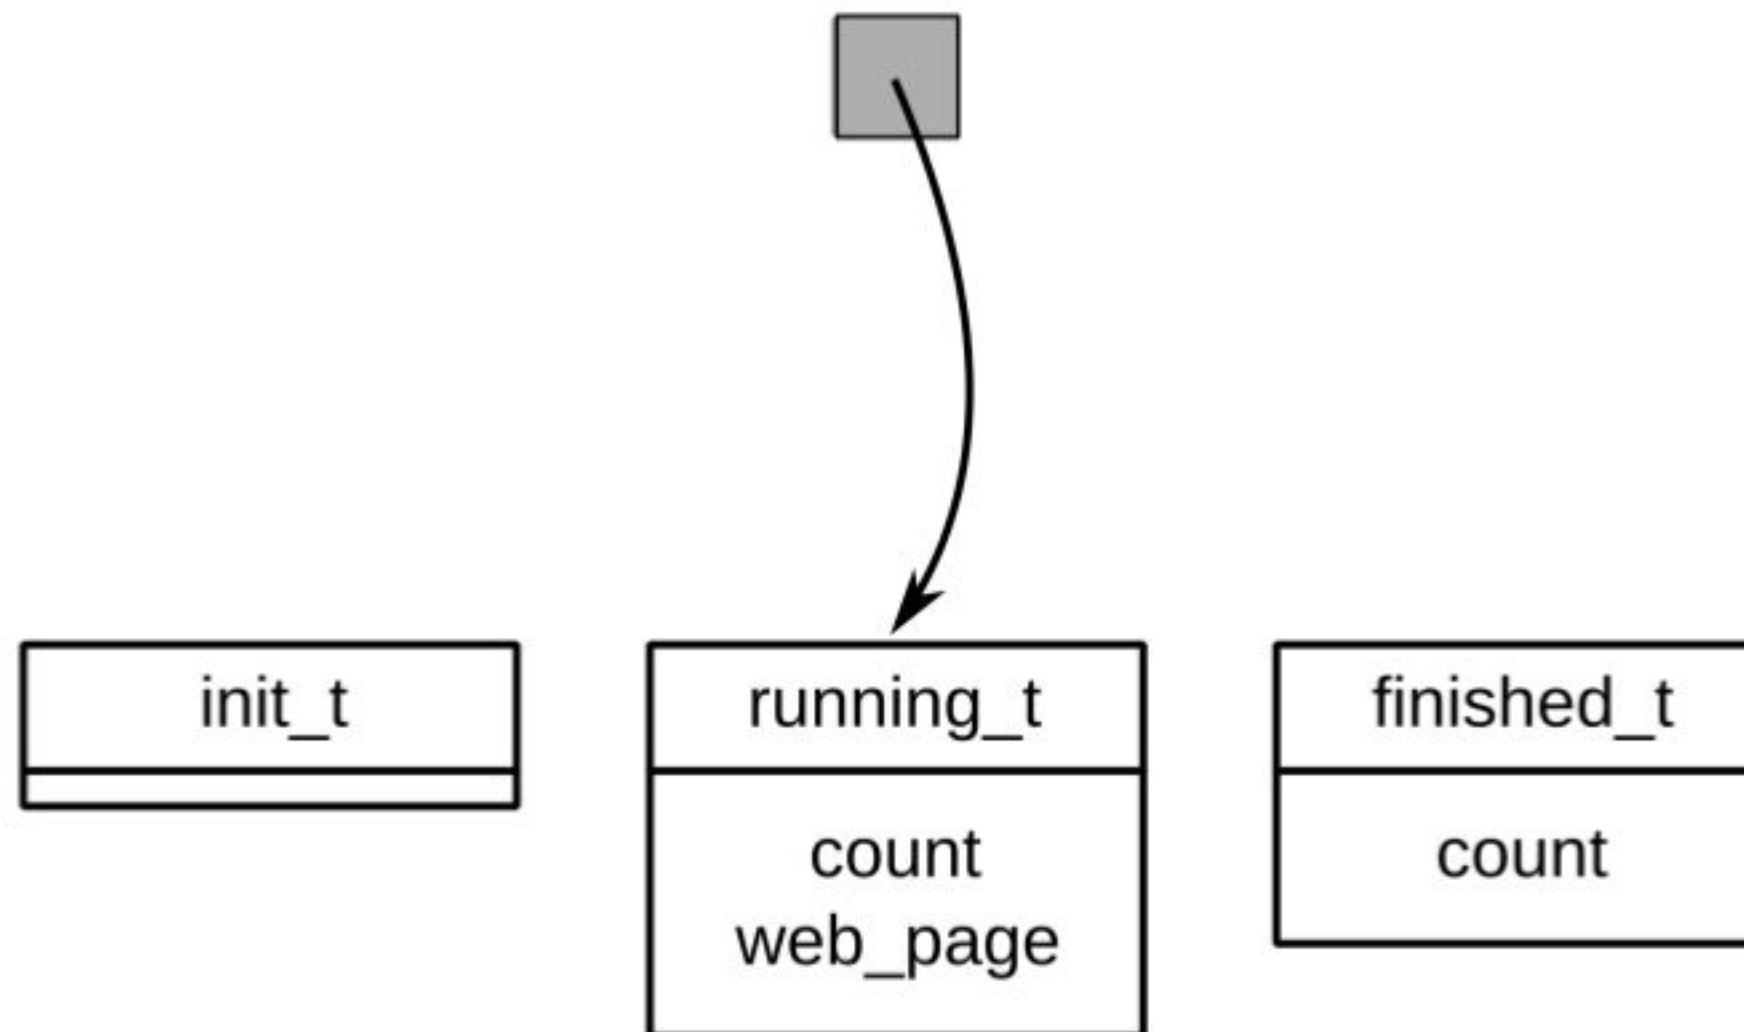 init_t
running_t
finished_t
count
web_page
count